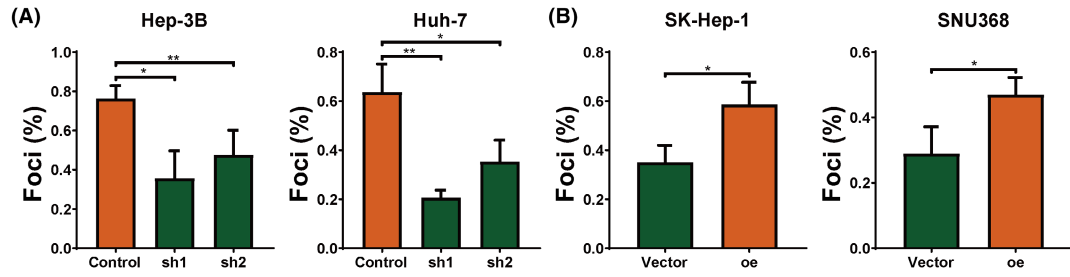 (A)
Hep-3B
Foci (%)
1.0
0.8
0.6
0.4
0.2
0.0
*
**
Control sh1 sh2
Huh-7
Foci (%)
0.8
0.6
0.4
0.2
0.0
*
**
Control sh1 sh2
(B)
SK-Hep-1
Foci (%)
0.8
0.6
0.4
0.2
0.0
*
Vector oe
SNU368
Foci (%)
0.6
0.4
0.2
0.0
*
Vector oe